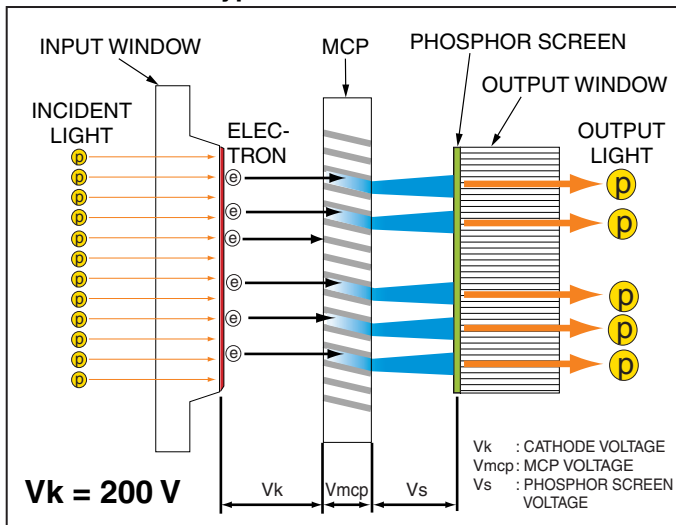 INPUT WINDOW
MCP
PHOSPHOR SCREEN
OUTPUT WINDOW
INCIDENT
LIGHT
ELEC-
TRON
OUTPUT
LIGHT
p
p
p
p
p
p
p
p
p
p
p
p
e
e
e
e
e
e
p
p
p
p
p
Vk = 200 V
Vk
Vmcp
Vs
Vk : CATHODE VOLTAGE
Vmcp : MCP VOLTAGE
Vs : PHOSPHOR SCREEN
VOLTAGE